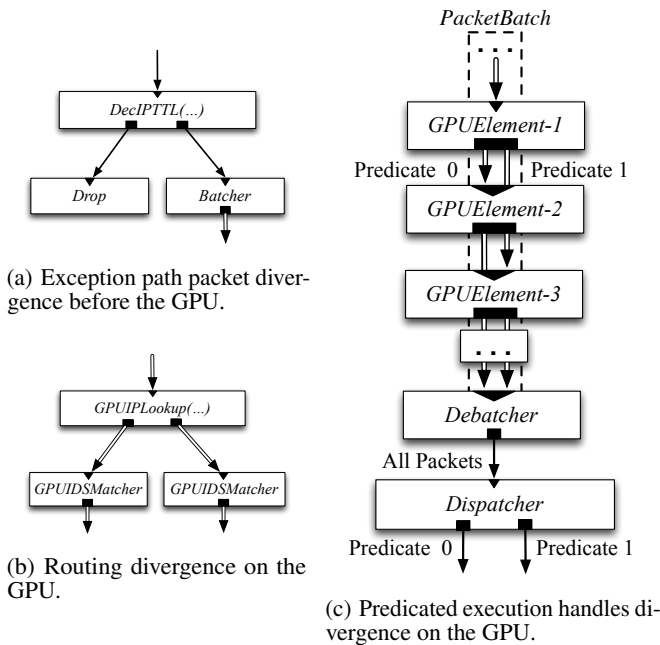 DecIPTTL(...)
Drop
Batcher
(a) Exception path packet diver-
gence before the GPU.
GPUIPLookup(...)
GPUIDSMatcher
GPUIDSMatcher
(b) Routing divergence on the
GPU.
PacketBatch
...
GPUElement-1
Predicate 0
Predicate 1
GPUElement-2
GPUElement-3
...
Debatcher
All Packets
Dispatcher
Predicate 0
Predicate 1
(c) Predicated execution handles di-
vergence on the GPU.